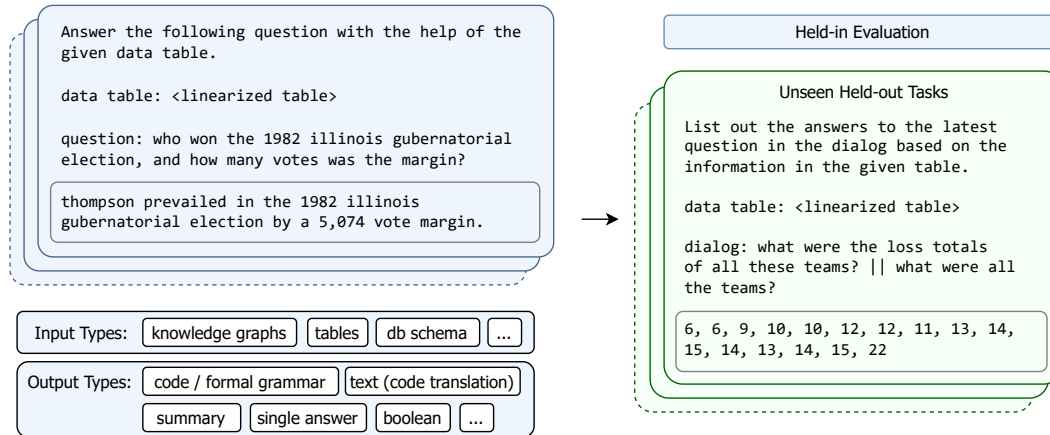 Answer the following question with the help of the
given data table.
data table: <linearized table>
question: who won the 1982 illinois gubernatorial
election, and how many votes was the margin?
thompson prevailed in the 1982 illinois
gubernatorial election by a 5,074 vote margin.
Input Types: knowledge graphs tables db schema ...
Output Types: code / formal grammar text (code translation)
summary single answer boolean ...
Held-in Evaluation
Unseen Held-out Tasks
List out the answers to the latest
question in the dialog based on the
information in the given table.
data table: <linearized table>
dialog: what were the loss totals
of all these teams? || what were all
the teams?
6, 6, 9, 10, 10, 12, 12, 11, 13, 14,
15, 14, 13, 14, 15, 22